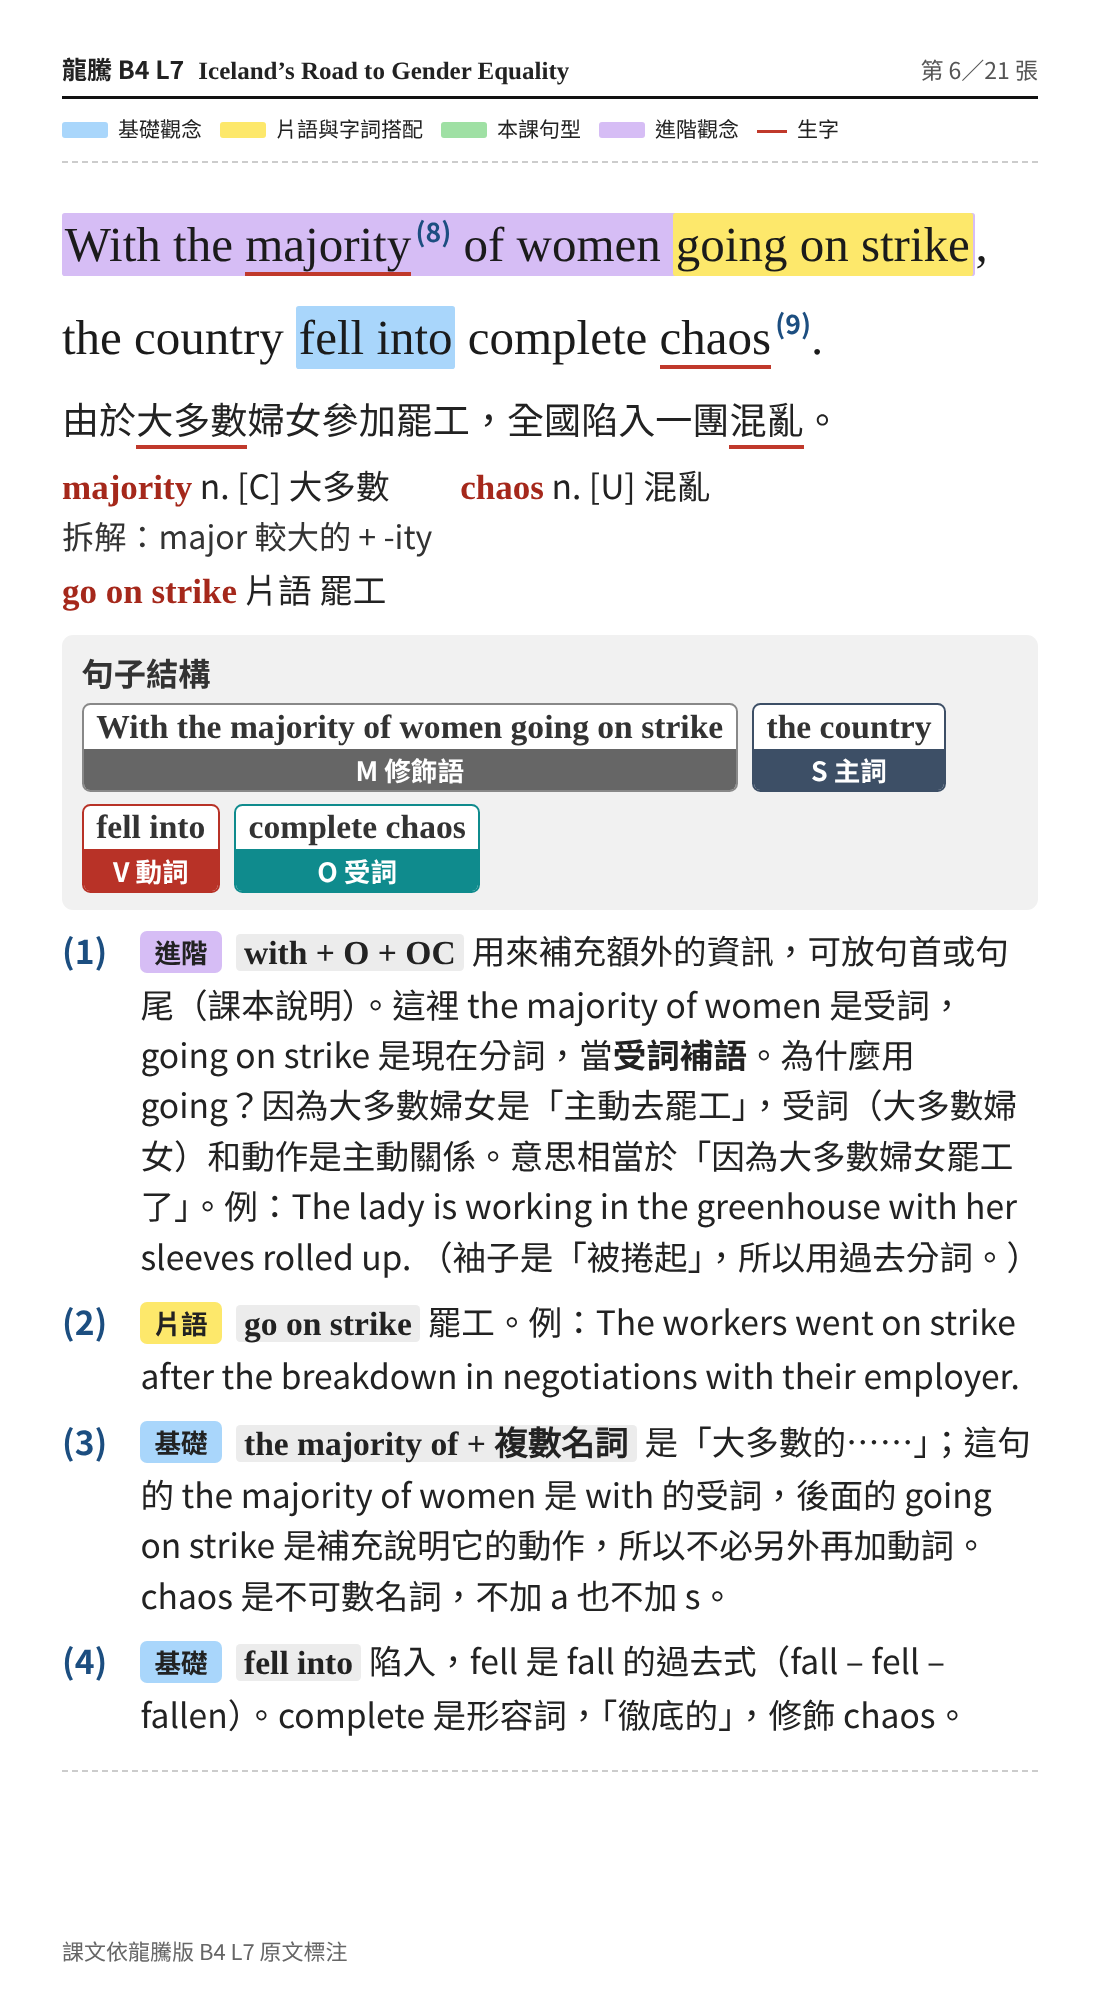 龍騰 B4 L7 Iceland’s Road to Gender Equality 第 6／21 張
基礎觀念 片語與字詞搭配 本課句型 進階觀念 生字
With the majority(8) of women going on strike,
the country fell into complete chaos(9).
由於大多數婦女參加罷工，全國陷入一團混亂。
majority n. [C] 大多數 chaos n. [U] 混亂
拆解：major 較大的 + -ity
go on strike 片語 罷工
句子結構
With the majority of women going on strike the country
M 修飾語 S 主詞
fell into complete chaos
V 動詞 O 受詞
(1) 進階 with + O + OC 用來補充額外的資訊，可放句首或句
尾（課本說明）。這裡 the majority of women 是受詞，
going on strike 是現在分詞，當受詞補語。為什麼用
going？因為大多數婦女是「主動去罷工」，受詞（大多數婦
女）和動作是主動關係。意思相當於「因為大多數婦女罷工
了」。例：The lady is working in the greenhouse with her
sleeves rolled up. （袖子是「被捲起」，所以用過去分詞。）
(2) 片語 go on strike 罷工。例：The workers went on strike
after the breakdown in negotiations with their employer.
(3) 基礎 the majority of + 複數名詞 是「大多數的⋯⋯」；這句
的 the majority of women 是 with 的受詞，後面的 going
on strike 是補充說明它的動作，所以不必另外再加動詞。
chaos 是不可數名詞，不加 a 也不加 s。
(4) 基礎 fell into 陷入，fell 是 fall 的過去式（fall – fell –
fallen）。complete 是形容詞，「徹底的」，修飾 chaos。
課文依龍騰版 B4 L7 原文標注